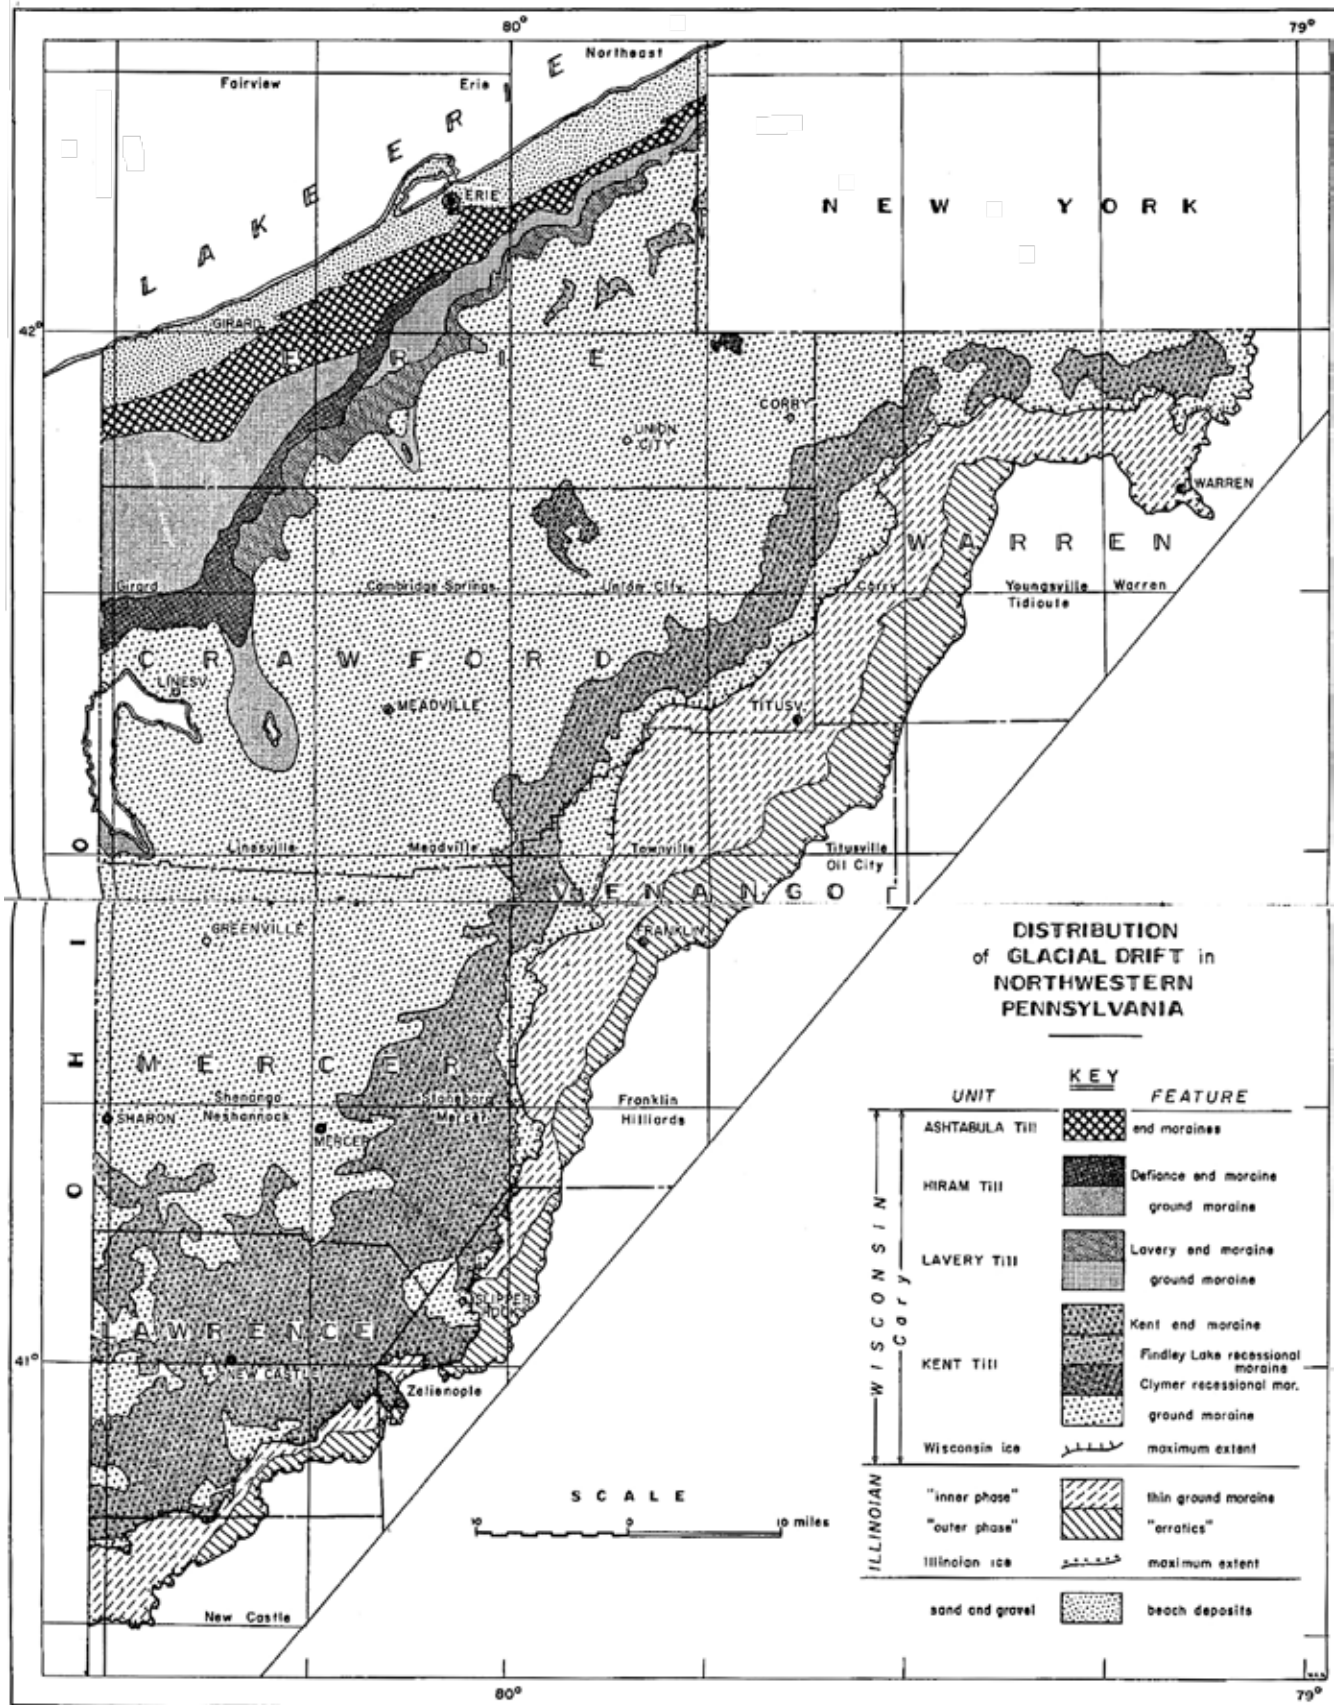 80°
79°
Northeast
Fairview
Erie
LAKE ERIE
ERIE
NEW YORK
GIRARD
42°
ERIE
CORRY
UNION
CITY
WARREN
WARREN
Girard
Cambridge Springs
Union City
Corry
Youngsville
Warren
Tidioute
CRAWFORD
LINESV.
MEADVILLE
TITUSV.
Linesville
Meadville
Townville
Titusville
Oil City
VENANGO
OHIO
GREENVILLE
FRANKLIN
DISTRIBUTION
of GLACIAL DRIFT in
NORTHWESTERN
PENNSYLVANIA
MERCER
Shenango
Neshannock
Stoneboro
Mercer
Franklin
Hilliards
SHARON
MERCER
KEY
UNIT
FEATURE
ASHTABULA Till
end moraines
HIRAM Till
Defiance end moraine
ground moraine
LAVERY Till
Lavery end moraine
ground moraine
WISCONSIN
Cary
KENT Till
Kent end moraine
Findley Lake recessional
moraine
Clymer recessional mor.
ground moraine
Wisconsin ice
maximum extent
ILLINOIAN
"inner phase"
thin ground moraine
"outer phase"
"erratics"
Illinoian ice
maximum extent
sand and gravel
beach deposits
SLIPPERY
ROCK
LAWRENCE
41°
NEW CASTLE
Zelienople
SCALE
10
0
10 miles
New Castle
80°
79°